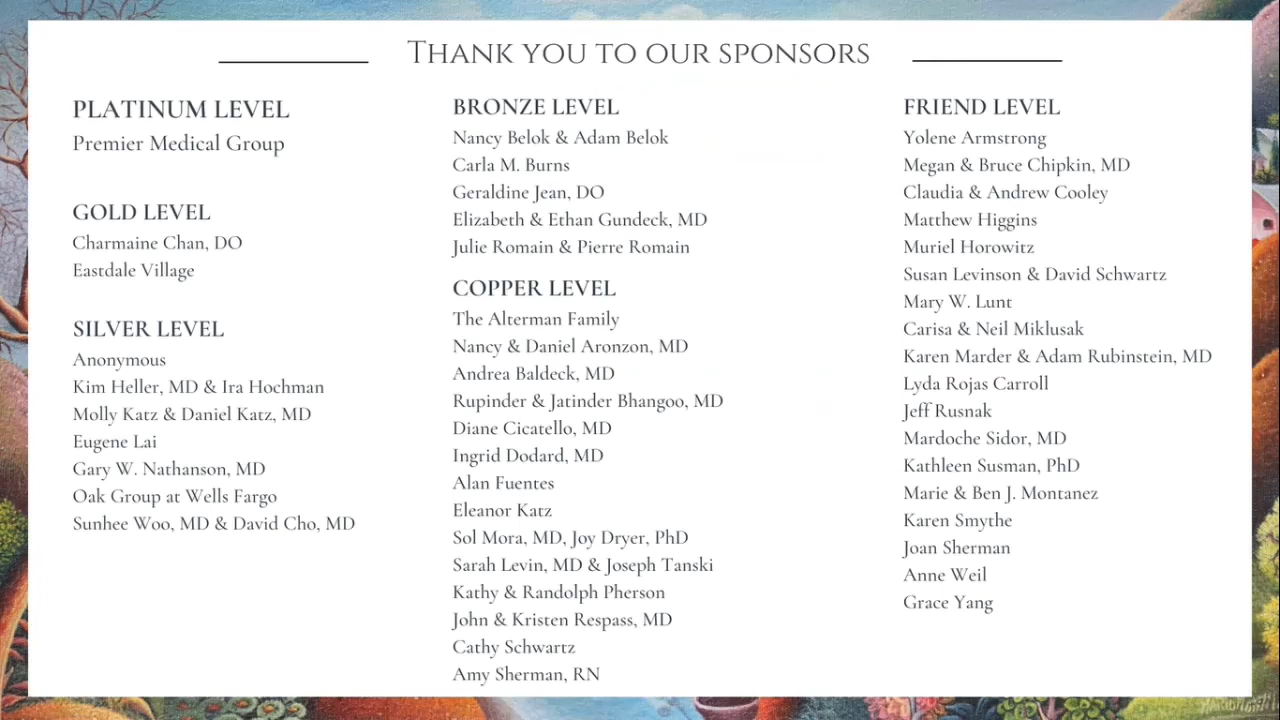 Thank you to our sponsors
PLATINUM LEVEL
Premier Medical Group
GOLD LEVEL
Charmaine Chan, DO
Eastdale Village
SILVER LEVEL
Anonymous
Kim Heller, MD & Ira Hochman
Molly Katz & Daniel Katz, MD
Eugene Lai
Gary W. Nathanson, MD
Oak Group at Wells Fargo
Sunhee Woo, MD & David Cho, MD
BRONZE LEVEL
Nancy Belok & Adam Belok
Carla M. Burns
Geraldine Jean, DO
Elizabeth & Ethan Gundeck, MD
Julie Romain & Pierre Romain
COPPER LEVEL
The Alterman Family
Nancy & Daniel Aronzon, MD
Andrea Baldeck, MD
Rupinder & Jatinder Bhangoo, MD
Diane Cicatello, MD
Ingrid Dodard, MD
Alan Fuentes
Eleanor Katz
Sol Mora, MD, Joy Dryer, PhD
Sarah Levin, MD & Joseph Tanski
Kathy & Randolph Pherson
John & Kristen Respass, MD
Cathy Schwartz
Amy Sherman, RN
FRIEND LEVEL
Yolene Armstrong
Megan & Bruce Chipkin, MD
Claudia & Andrew Cooley
Matthew Higgins
Muriel Horowitz
Susan Levinson & David Schwartz
Mary W. Lunt
Carisa & Neil Miklusak
Karen Marder & Adam Rubinstein, MD
Lyda Rojas Carroll
Jeff Rusnak
Mardoche Sidor, MD
Kathleen Susman, PhD
Marie & Ben J. Montanez
Karen Smythe
Joan Sherman
Anne Weil
Grace Yang